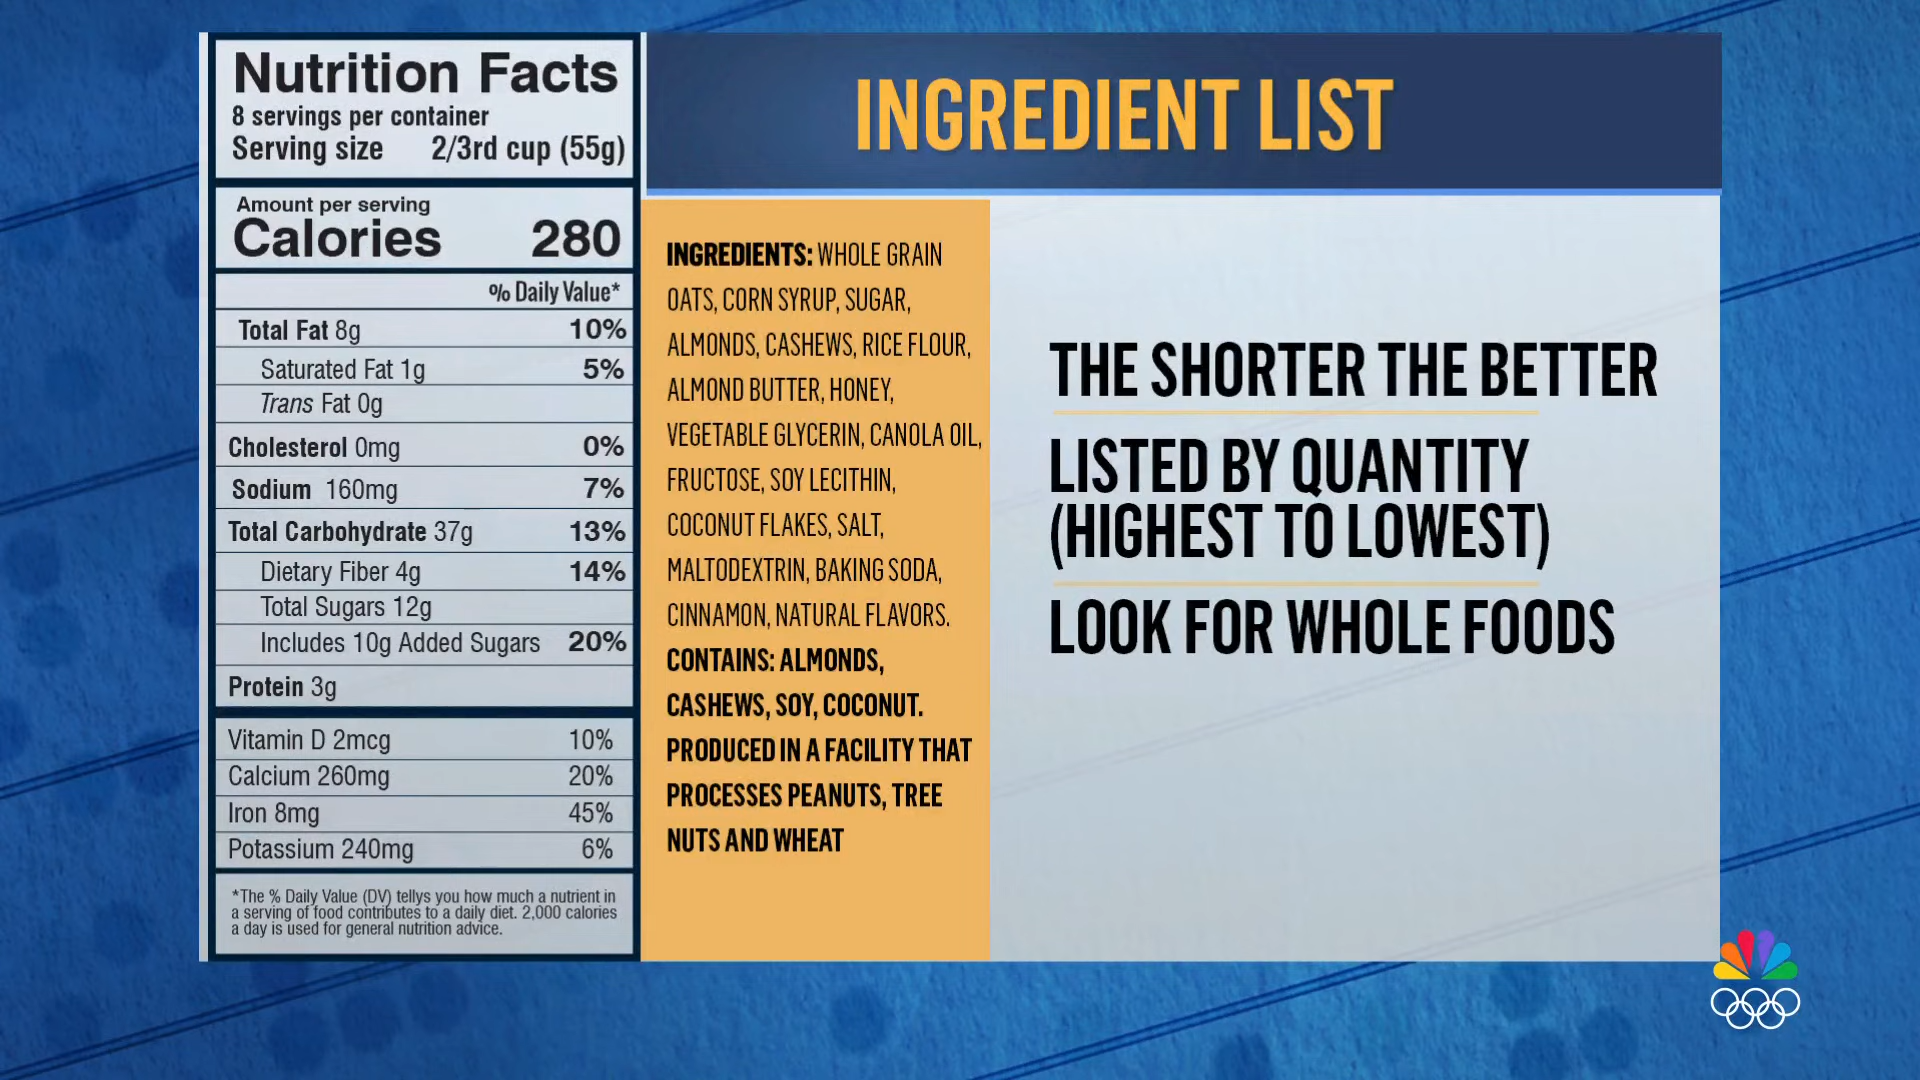 Nutrition Facts
8 servings per container
Serving size 2/3rd cup (55g)
Amount per serving
Calories 280
% Daily Value*
Total Fat 8g 10%
Saturated Fat 1g 5%
Trans Fat 0g
Cholesterol 0mg 0%
Sodium 160mg 7%
Total Carbohydrate 37g 13%
Dietary Fiber 4g 14%
Total Sugars 12g
Includes 10g Added Sugars 20%
Protein 3g
Vitamin D 2mcg 10%
Calcium 260mg 20%
Iron 8mg 45%
Potassium 240mg 6%
*The % Daily Value (DV) tellys you how much a nutrient in
a serving of food contributes to a daily diet. 2,000 calories
a day is used for general nutrition advice.
INGREDIENT LIST
INGREDIENTS: WHOLE GRAIN
OATS, CORN SYRUP, SUGAR,
ALMONDS, CASHEWS, RICE FLOUR,
ALMOND BUTTER, HONEY,
VEGETABLE GLYCERIN, CANOLA OIL,
FRUCTOSE, SOY LECITHIN,
COCONUT FLAKES, SALT,
MALTODEXTRIN, BAKING SODA,
CINNAMON, NATURAL FLAVORS.
CONTAINS: ALMONDS,
CASHEWS, SOY, COCONUT.
PRODUCED IN A FACILITY THAT
PROCESSES PEANUTS, TREE
NUTS AND WHEAT
THE SHORTER THE BETTER
LISTED BY QUANTITY
(HIGHEST TO LOWEST)
LOOK FOR WHOLE FOODS